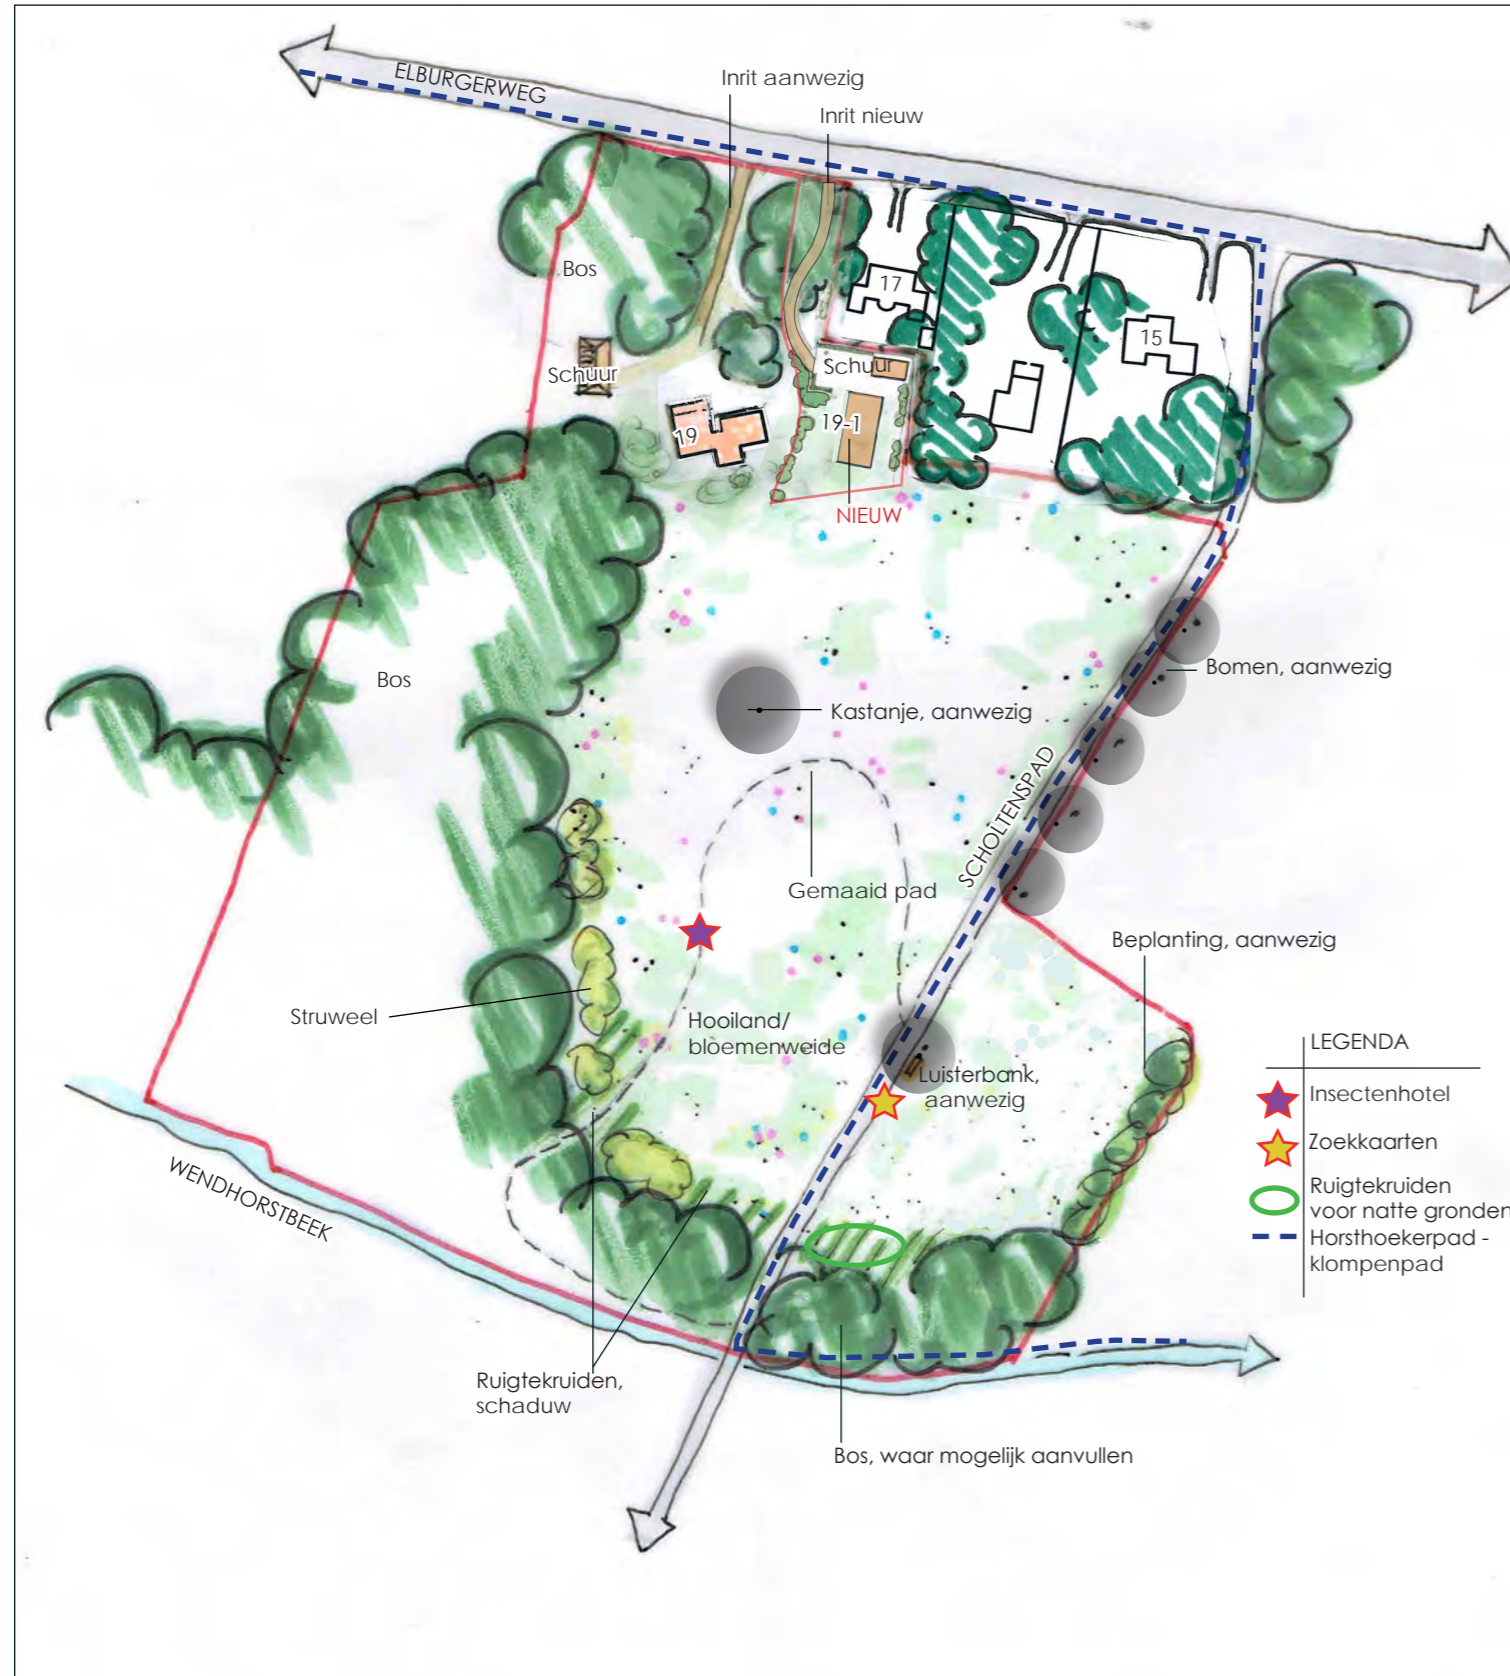 ELBURGERWEG
Inrit aanwezig
Inrit nieuw
Bos
17
15
Schuur
Schuur
19
19-1
NIEUW
Bos
Bomen, aanwezig
Kastanje, aanwezig
SCHOLTENSPAD
Gemaaid pad
Beplanting, aanwezig
Struweel
Hooiland/
bloemenweide
Luisterbank,
aanwezig
WENDHORSTBEEK
Ruigtekruiden,
schaduw
Bos, waar mogelijk aanvullen
LEGENDA
Insectenhotel
Zoekkaarten
Ruigtekruiden
voor natte gronden
Horsthoekerpad -
klompenpad